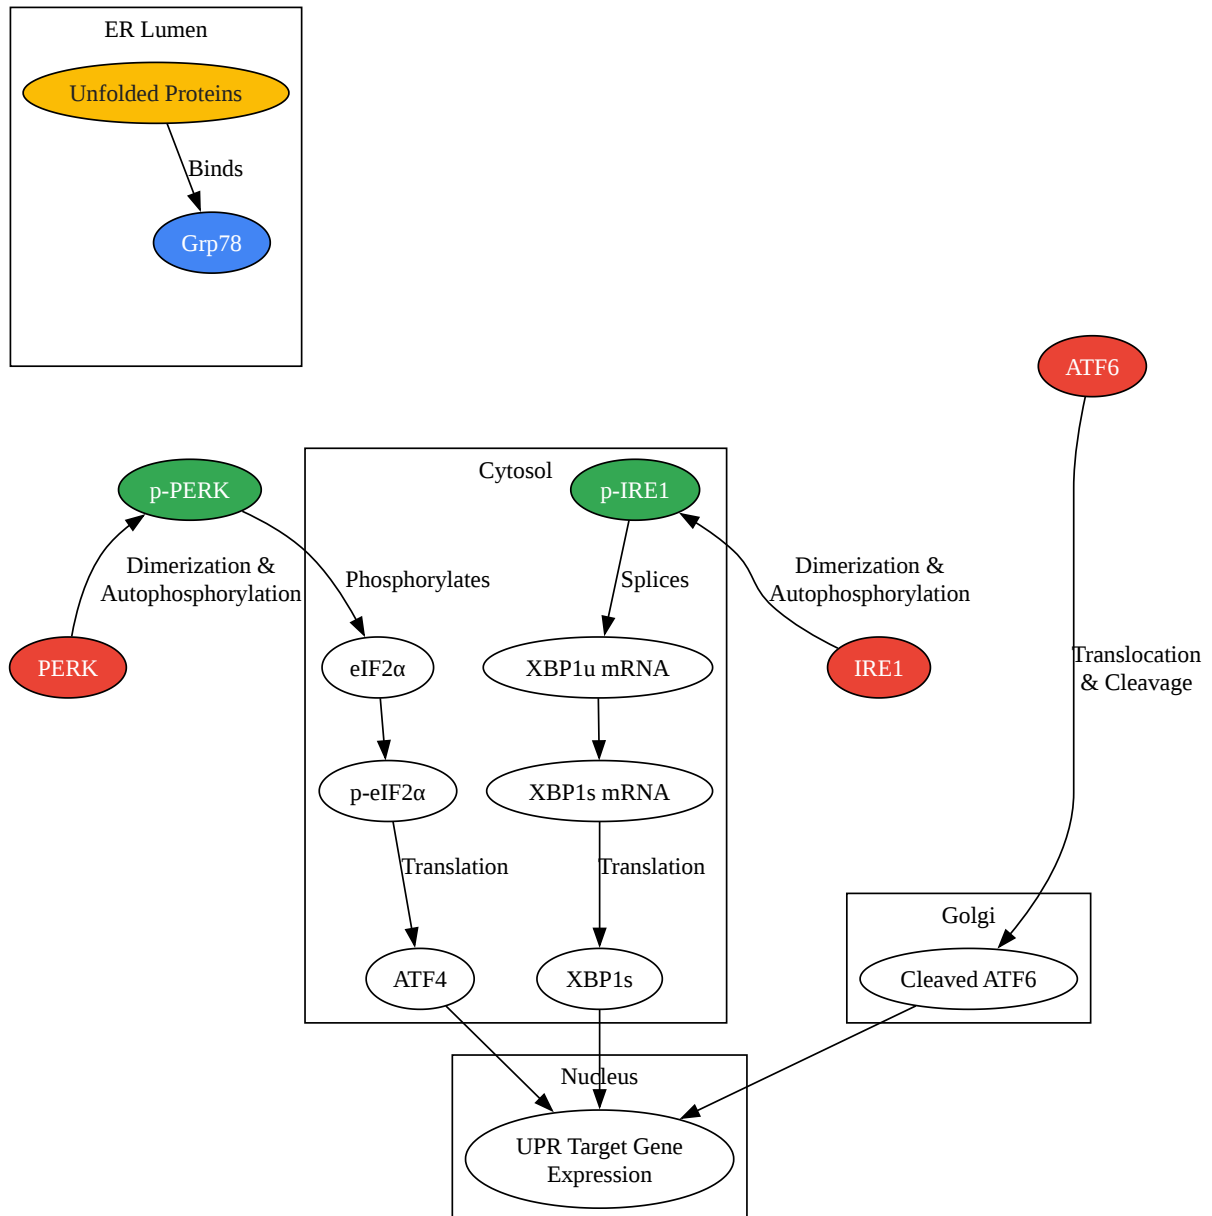 ER Lumen
Unfolded Proteins
Binds
Grp78
ATF6
Cytosol
p-PERK
p-IRE1
Dimerization &
Autophosphorylation
Phosphorylates
Splices
Dimerization &
Autophosphorylation
PERK
eIF2α
XBP1u mRNA
IRE1
Translocation
& Cleavage
p-eIF2α
XBP1s mRNA
Translation
Translation
Golgi
ATF4
XBP1s
Cleaved ATF6
Nucleus
UPR Target Gene
Expression